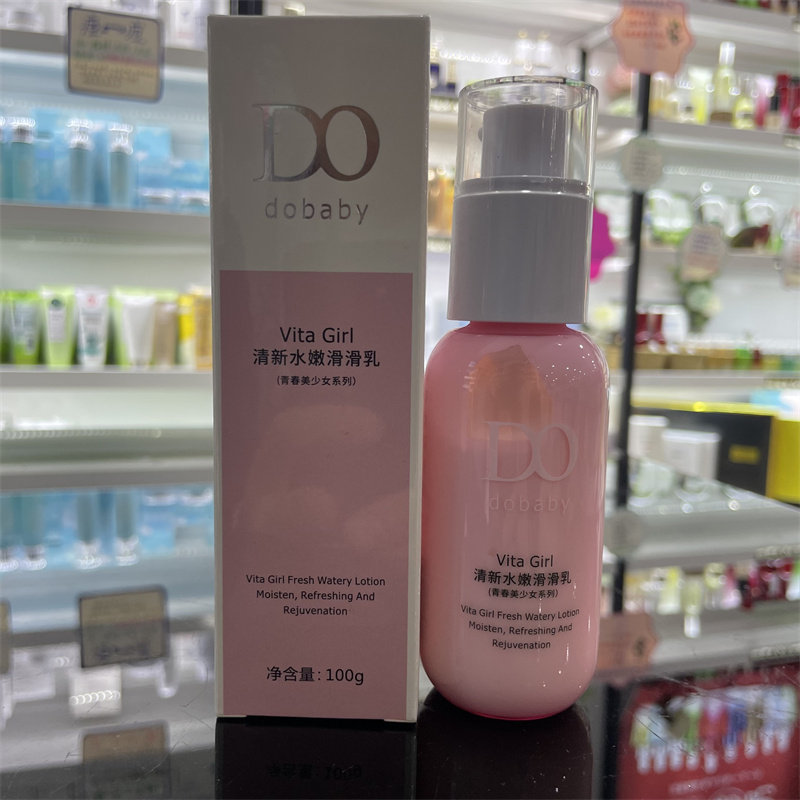 DO
dobaby
Vita Girl
清新水嫩滑滑乳
(青春美少女系列)
Vita Girl Fresh Watery Lotion
Moisten, Refreshing And
Rejuvenation
净含量: 100g
DO
dobaby
Vita Girl
清新水嫩滑滑乳
(青春美少女系列)
Vita Girl Fresh Watery Lotion
Moisten, Refreshing And
Rejuvenation